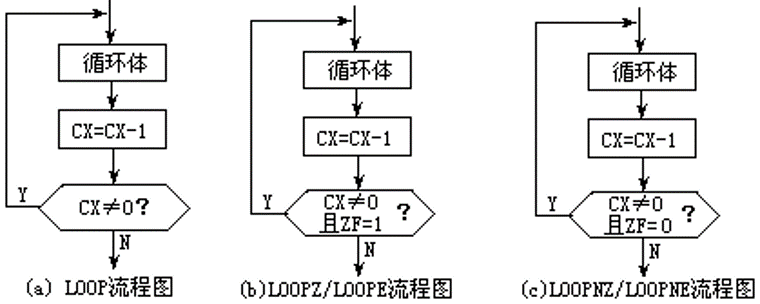 循环体
CX=CX-1
CX≠0?
Y
N
(a) LOOP流程图
循环体
CX=CX-1
CX≠0
且ZF=1 ?
Y
N
(b)LOOPZ/LOOPE流程图
循环体
CX=CX-1
CX≠0
且ZF=0 ?
Y
N
(c)LOOPNZ/LOOPNE流程图